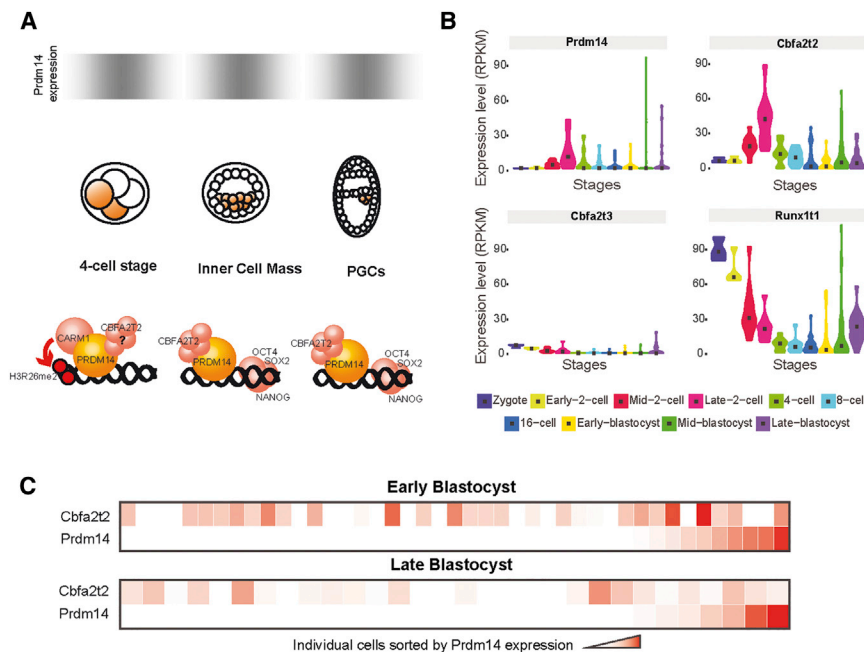 A
Prdm14
expression
4-cell stage
Inner Cell Mass
PGCs
CARM1
CBFA2T2
?
PRDM14
H3R26me2
CBFA2T2
PRDM14
OCT4
SOX2
NANOG
CBFA2T2
PRDM14
OCT4
SOX2
NANOG
B
Prdm14
Cbfa2t2
Expression level (RPKM)
90
60
30
0
90
60
30
0
Stages
Stages
Cbfa2t3
Runx1t1
Expression level (RPKM)
90
60
30
0
90
60
30
0
Stages
Stages
Zygote Early-2-cell Mid-2-cell Late-2-cell 4-cell 8-cel
16-cell Early-blastocyst Mid-blastocyst Late-blastocyst
C
Early Blastocyst
Cbfa2t2
Prdm14
Late Blastocyst
Cbfa2t2
Prdm14
Individual cells sorted by Prdm14 expression